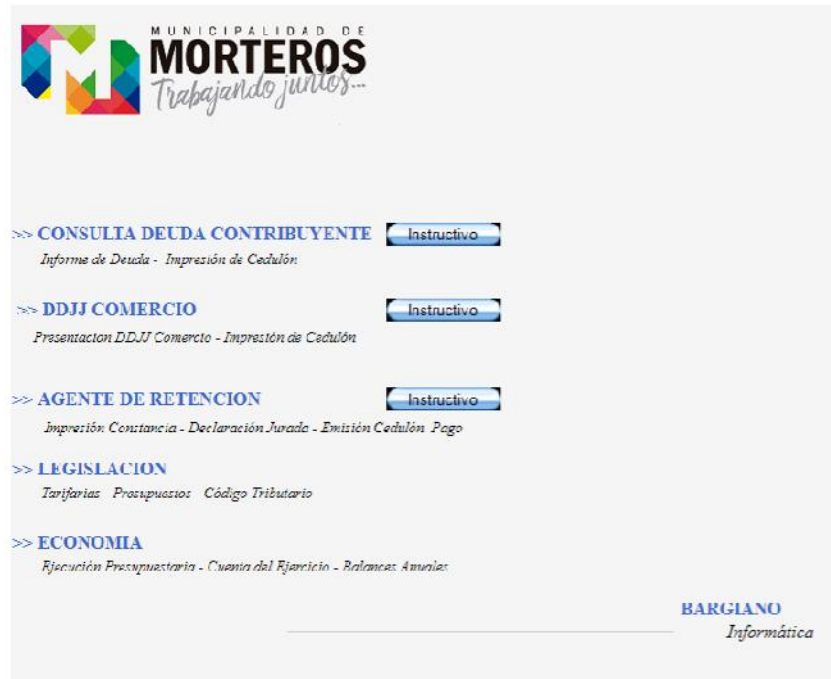 MUNICIPALIDAD DE
MORTEROS
Trabajando juntos...
>> CONSULTA DEUDA CONTRIBUYENTE Instructivo
Informe de Deuda - Impresión de Cedulón
>> DDJJ COMERCIO Instructivo
Presentacion DDJJ Comercio - Impresión de Cedulón
>> AGENTE DE RETENCION Instructivo
Impresión Constancia - Declaración Jurada - Emisión Cedulón Pago
>> LEGISLACION
Tarifarias Presupuestos Código Tributario
>> ECONOMIA
Ejecución Presupuestaria - Cuenta del Ejercicio - Balances Anuales
BARGIANO
Informática